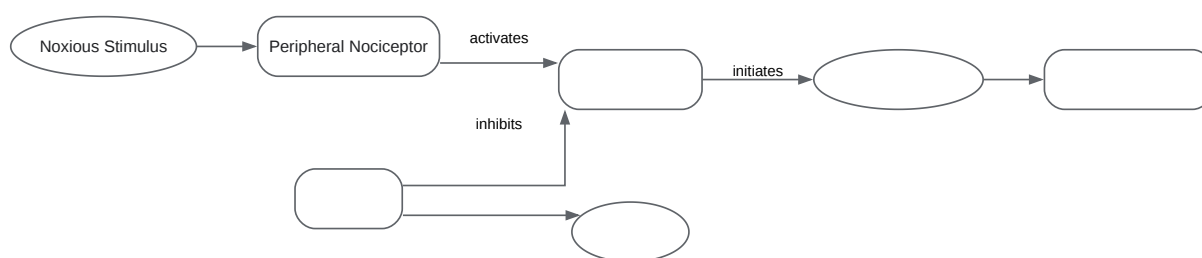 Noxious Stimulus
Peripheral Nociceptor
activates
initiates
inhibits